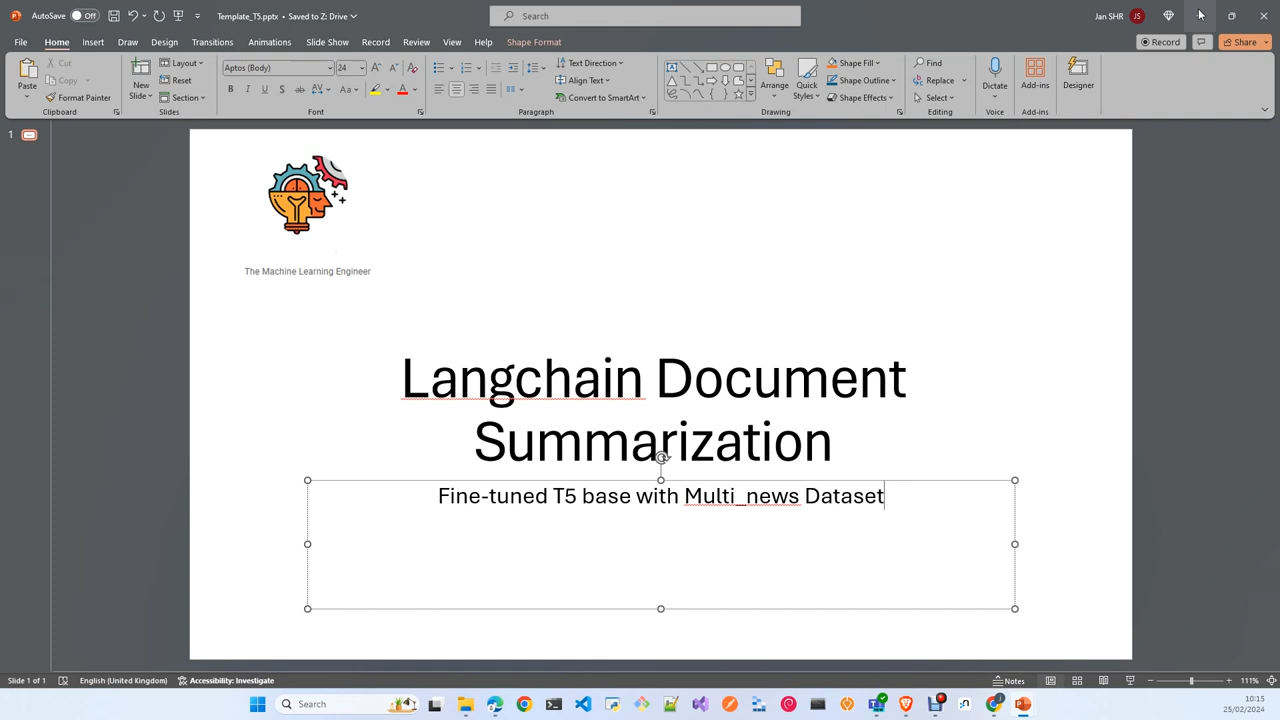 AutoSave
Off
Template_T5.pptx • Saved to Z: Drive
Search
Jan SHR
JS
File
Home
Insert
Draw
Design
Transitions
Animations
Slide Show
Record
Review
View
Help
Shape Format
Record
Share
Paste
Cut
Copy
Format Painter
Clipboard
New
Slide
Layout
Reset
Section
Slides
Aptos (Body)
24
Font
Text Direction
Align Text
Convert to SmartArt
Paragraph
Arrange
Quick
Styles
Shape Fill
Shape Outline
Shape Effects
Drawing
Find
Replace
Select
Editing
Dictate
Voice
Add-ins
Add-ins
Designer
1
The Machine Learning Engineer
Langchain Document
Summarization
Fine-tuned T5 base with Multi_news Dataset
Slide 1 of 1
English (United Kingdom)
Accessibility: Investigate
Notes
111%
Search
10:15
25/02/2024